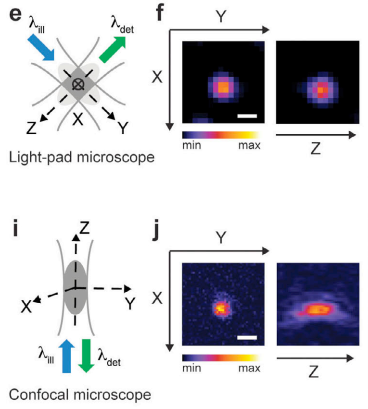 e
λill
λdet
Z
X
Y
Light-pad microscope
f
Y
X
min
max
Z
i
Z
X
Y
λill
λdet
Confocal microscope
j
Y
X
min
max
Z